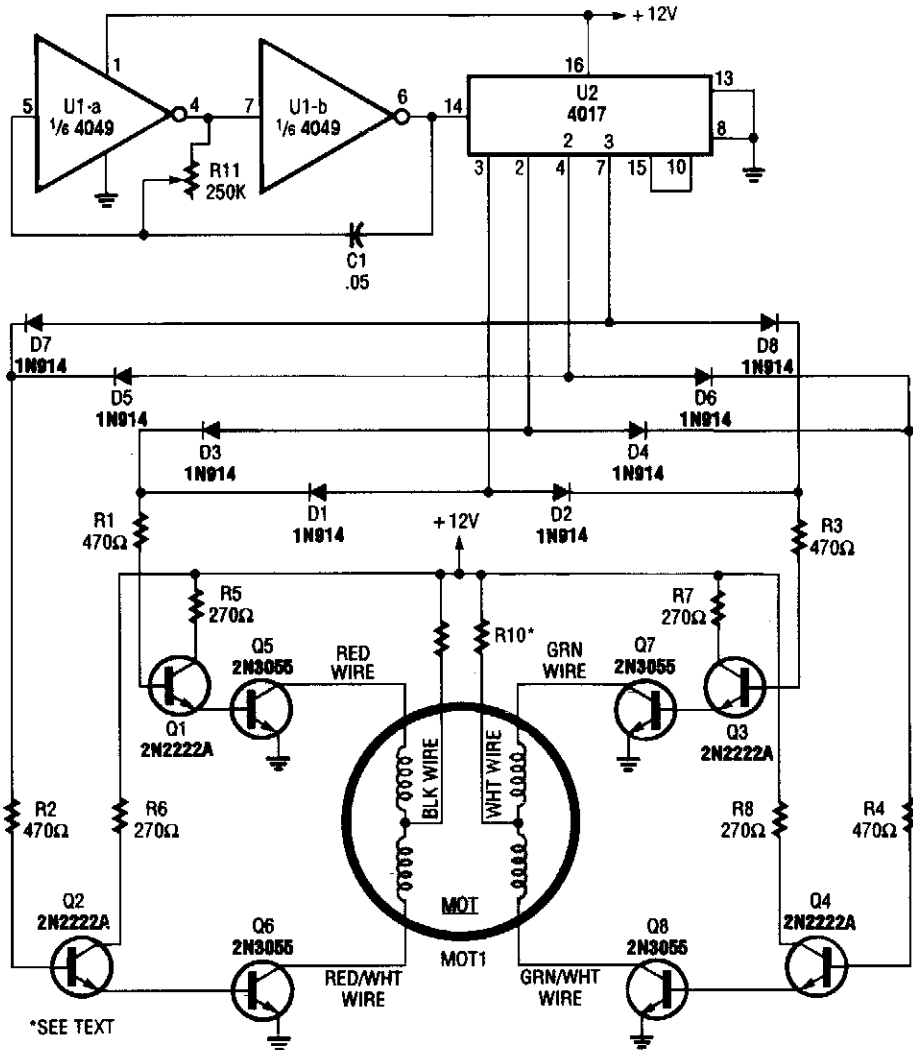 +12V
1
16
13
5
U1-a
1/6 4049
4
7
U1-b
1/6 4049
6
14
U2
4017
8
2
3
3
2
4
7
15
10
R11
250K
C1
.05
D7
1N914
D8
1N914
D5
1N914
D6
1N914
D3
1N914
D4
1N914
D1
1N914
D2
1N914
+12V
R1
470Ω
R3
470Ω
R5
270Ω
R10*
R7
270Ω
Q5
2N3055
RED
WIRE
GRN
WIRE
Q7
2N3055
Q1
2N2222A
Q3
2N2222A
BLK WIRE
WHT WIRE
R2
470Ω
R6
270Ω
R8
270Ω
R4
470Ω
Q2
2N2222A
Q6
2N3055
MOT
MOT1
Q8
2N3055
Q4
2N2222A
RED/WHT
WIRE
GRN/WHT
WIRE
*SEE TEXT